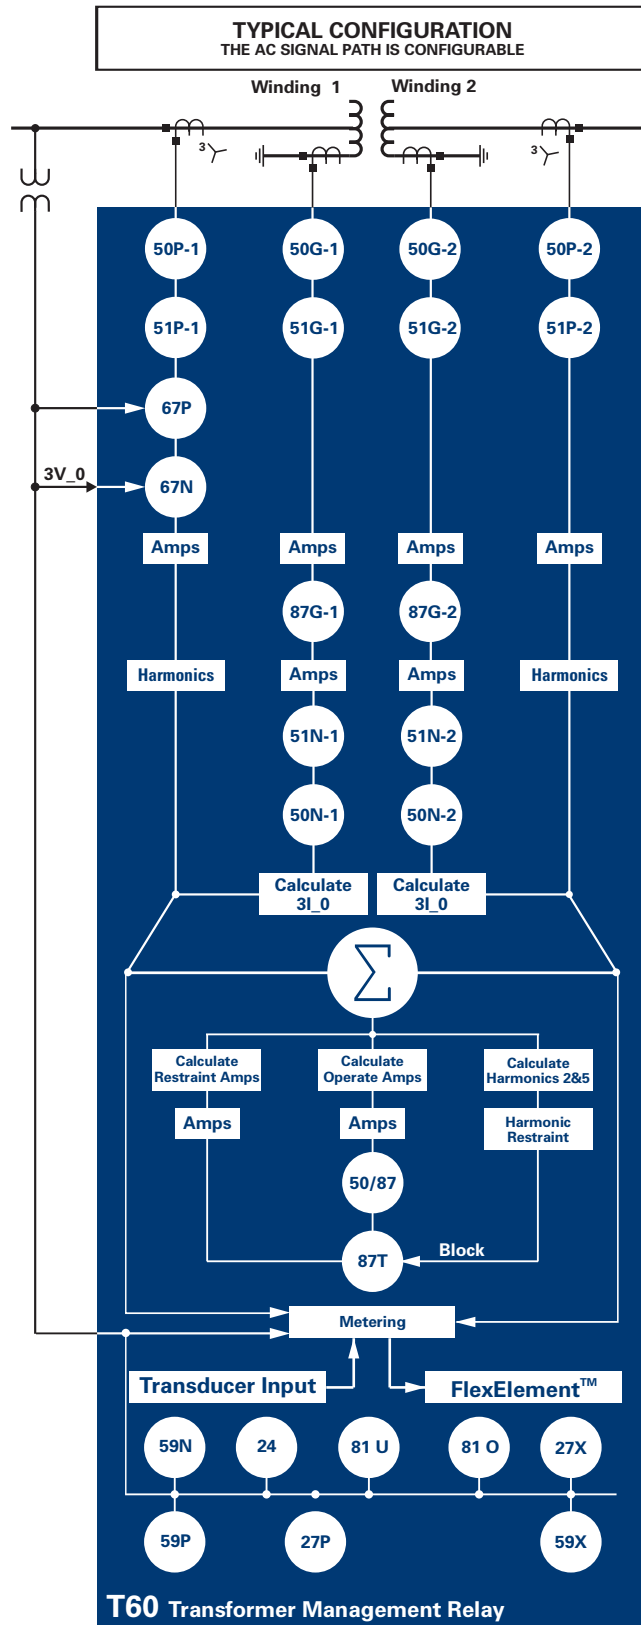 TYPICAL CONFIGURATION
THE AC SIGNAL PATH IS CONFIGURABLE
Winding 1 Winding 2
3 3
50P-1 50G-1 50G-2 50P-2
51P-1 51G-1 51G-2 51P-2
67P
3V_0 67N
Amps Amps Amps Amps
87G-1 87G-2
Harmonics Amps Amps Harmonics
51N-1 51N-2
50N-1 50N-2
Calculate Calculate
3I_0 3I_0
Σ
Calculate Calculate Calculate
Restraint Amps Operate Amps Harmonics 2&5
Amps Amps Harmonic
Restraint
50/87
87T Block
Metering
Transducer Input FlexElement™
59N 24 81 U 81 O 27X
59P 27P 59X
T60 Transformer Management Relay